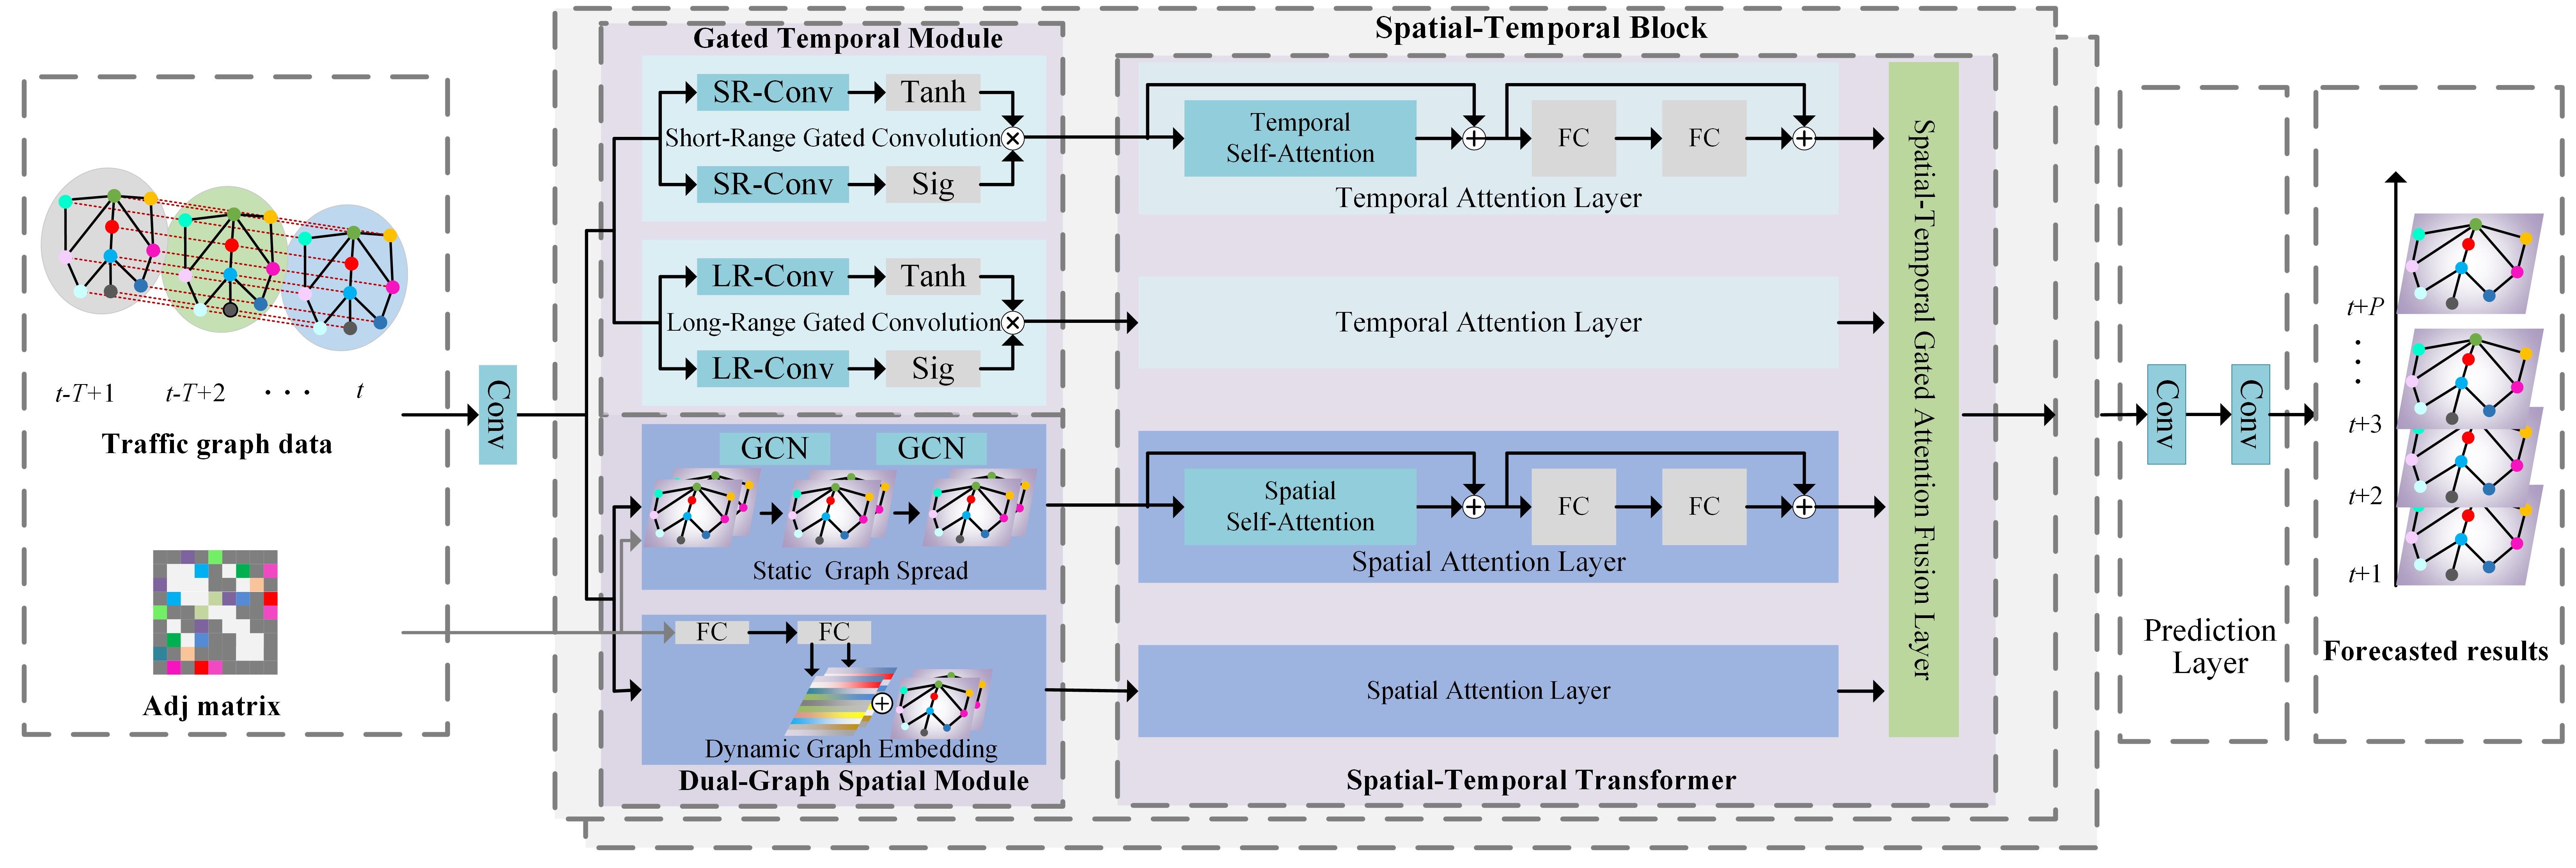 Traffic graph data
t-T+1
t-T+2
. . .
t
Adj matrix
Conv
Spatial-Temporal Block
Gated Temporal Module
SR-Conv
Tanh
Short-Range Gated Convolution
SR-Conv
Sig
LR-Conv
Tanh
Long-Range Gated Convolution
LR-Conv
Sig
GCN
GCN
Static Graph Spread
FC
FC
Dynamic Graph Embedding
Dual-Graph Spatial Module
Temporal
Self-Attention
FC
FC
Temporal Attention Layer
Temporal Attention Layer
Spatial
Self-Attention
FC
FC
Spatial Attention Layer
Spatial Attention Layer
Spatial-Temporal Gated Attention Fusion Layer
Spatial-Temporal Transformer
Conv
Conv
Prediction
Layer
t+P
t+3
t+2
t+1
Forecasted results